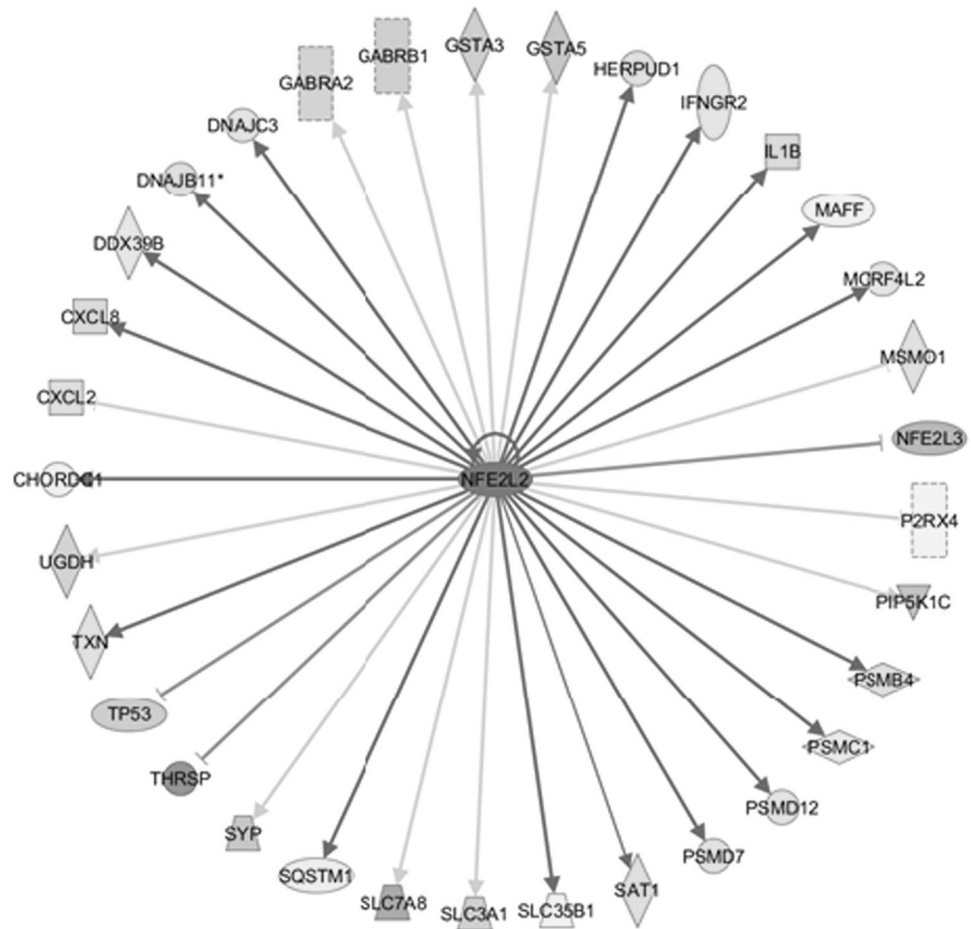 GABRB1
GSTA3
GSTA5
GABRA2
HERPUD1
IFNGR2
DNAJC3
IL1B
DNAJB11*
MAFF
DDX39B
MCRF4L2
CXCL8
MSMO1
CXCL2
NFE2L3
CHORDC1
NFE2L2
P2RX4
UGDH
PIP5K1C
TXN
PSMB4
TP53
PSMC1
THRSP
PSMD12
SYP
PSMD7
SQSTM1
SAT1
SLC7A8
SLC3A1
SLC35B1